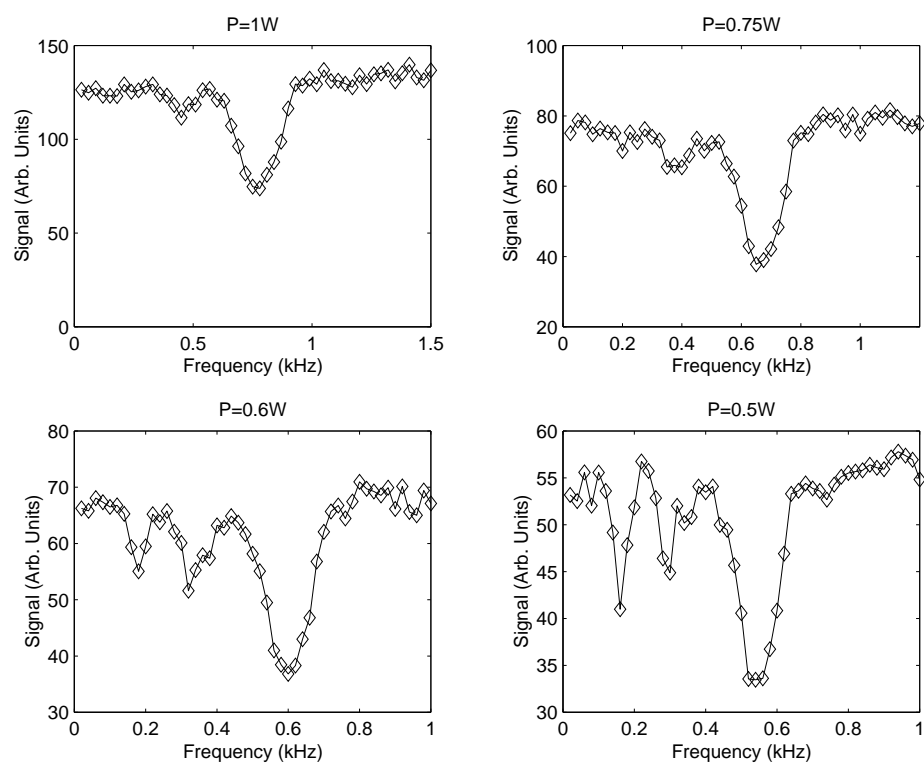 P=1W
150
100
50
0
Signal (Arb. Units)
0 0.5 1 1.5
Frequency (kHz)
P=0.75W
100
80
60
40
20
Signal (Arb. Units)
0 0.2 0.4 0.6 0.8 1
Frequency (kHz)
P=0.6W
80
70
60
50
40
30
Signal (Arb. Units)
0 0.2 0.4 0.6 0.8 1
Frequency (kHz)
P=0.5W
60
55
50
45
40
35
30
Signal (Arb. Units)
0 0.2 0.4 0.6 0.8 1
Frequency (kHz)